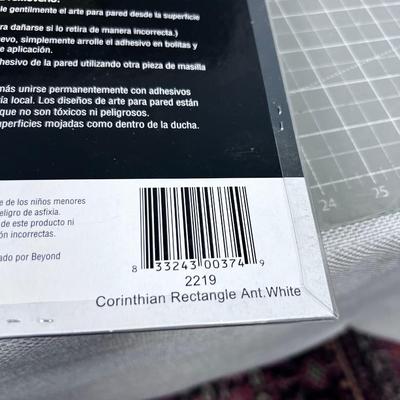 le gentilmente el arte para pared desde la superficie
ra dañarse si lo retira de manera incorrecta.)
evo, simplemente arrolle el adhesivo en bolitas y
e aplicación.
hesivo de la pared utilizando otra pieza de masilla
más unirse permanentemente con adhesivos
ía local. Los diseños de arte para pared están
que no son tóxicos ni peligrosos.
uperficies mojadas como dentro de la ducha.
e de los niños menores
eligro de asfixia.
de este producto ni
ón incorrectas.
ado por Beyond
8 33243 00374 9
2219
Corinthian Rectangle Ant.White
24 25